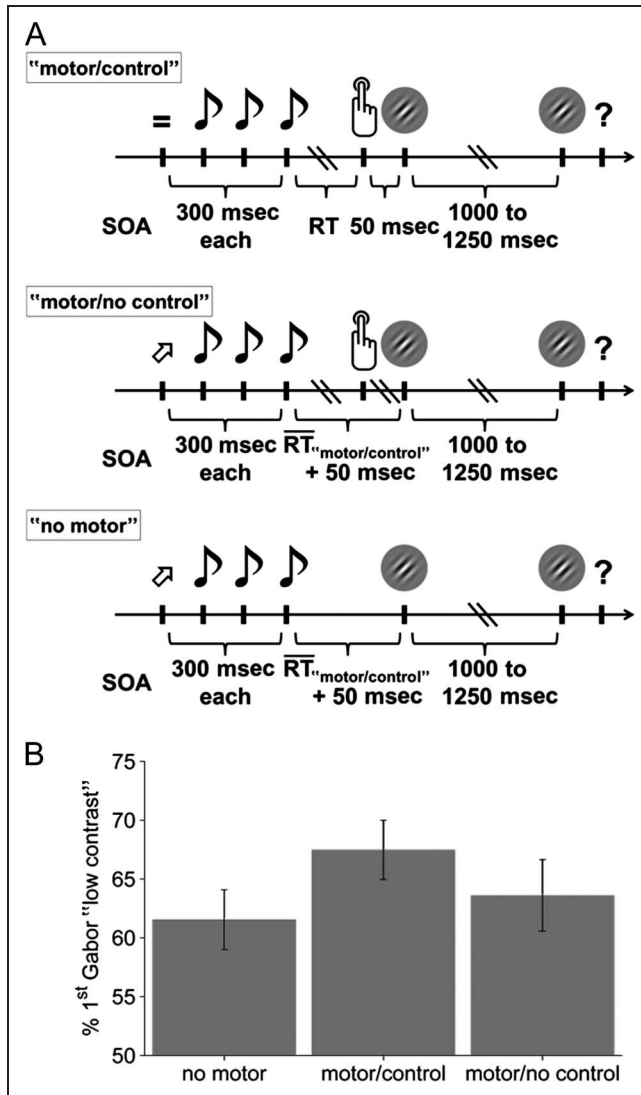 A
"motor/control"
= ?
SOA 300 msec each RT 50 msec 1000 to 1250 msec
"motor/no control"
?
SOA 300 msec each RT"motor/control" + 50 msec 1000 to 1250 msec
"no motor"
?
SOA 300 msec each RT"motor/control" + 50 msec 1000 to 1250 msec
B
% 1st Gabor "low contrast"
75
70
65
60
55
50
no motor motor/control motor/no control